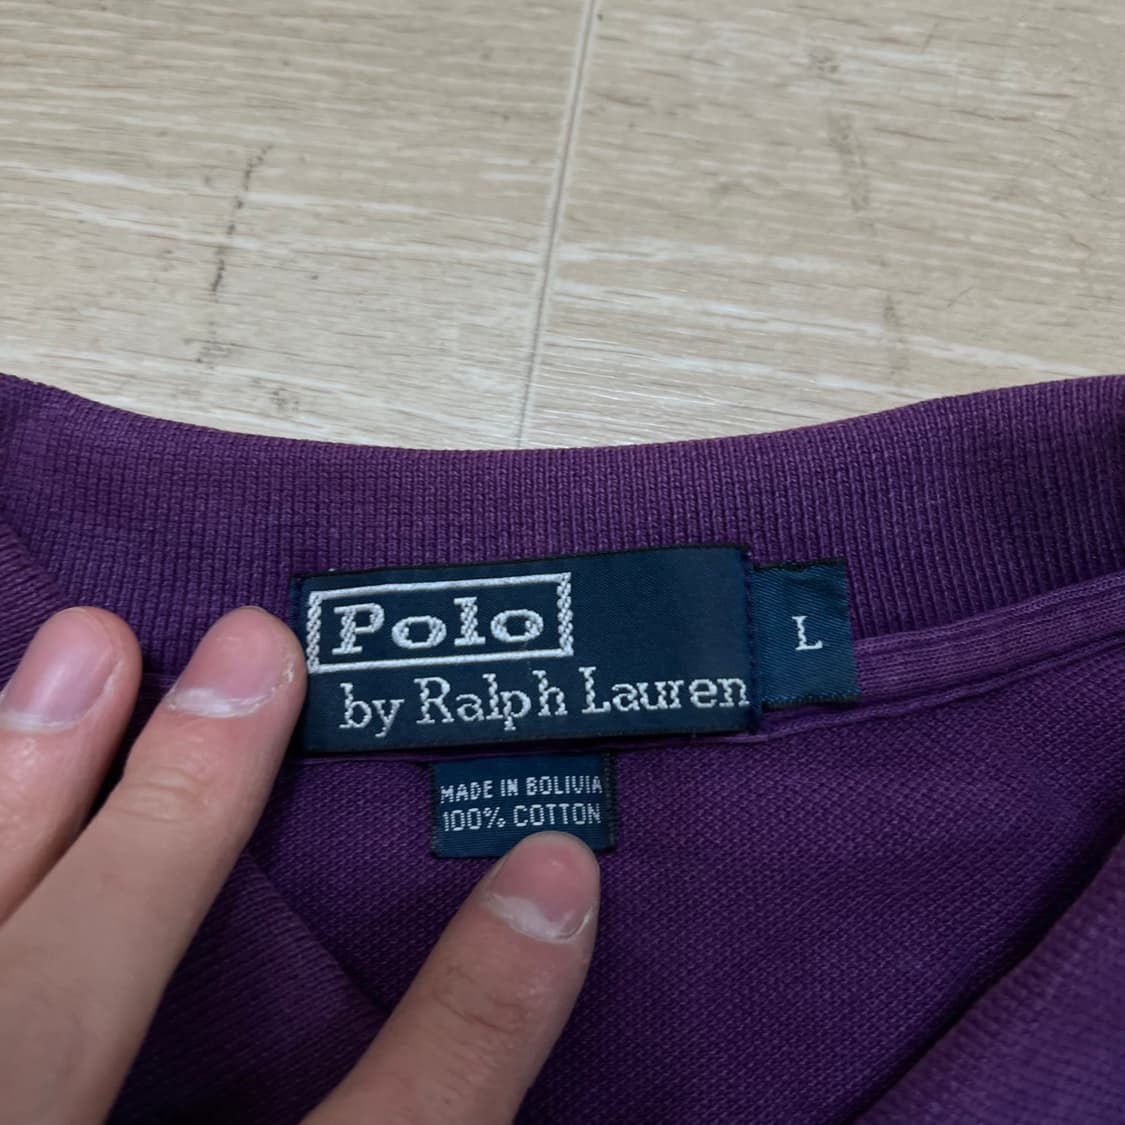 Polo
by Ralph Lauren
L
MADE IN BOLIVIA
100% COTTON